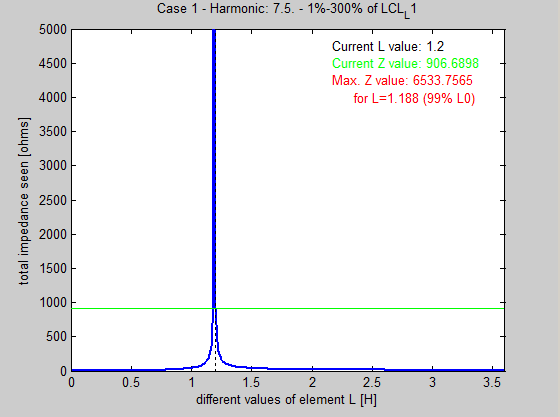 Case 1 - Harmonic: 7.5. - 1%-300% of LCL_L1
Current L value: 1.2
Current Z value: 906.6898
Max. Z value: 6533.7565
for L=1.188 (99% L0)
total impedance seen [ohms]
5000
4500
4000
3500
3000
2500
2000
1500
1000
500
0
0 0.5 1 1.5 2 2.5 3 3.5
different values of element L [H]